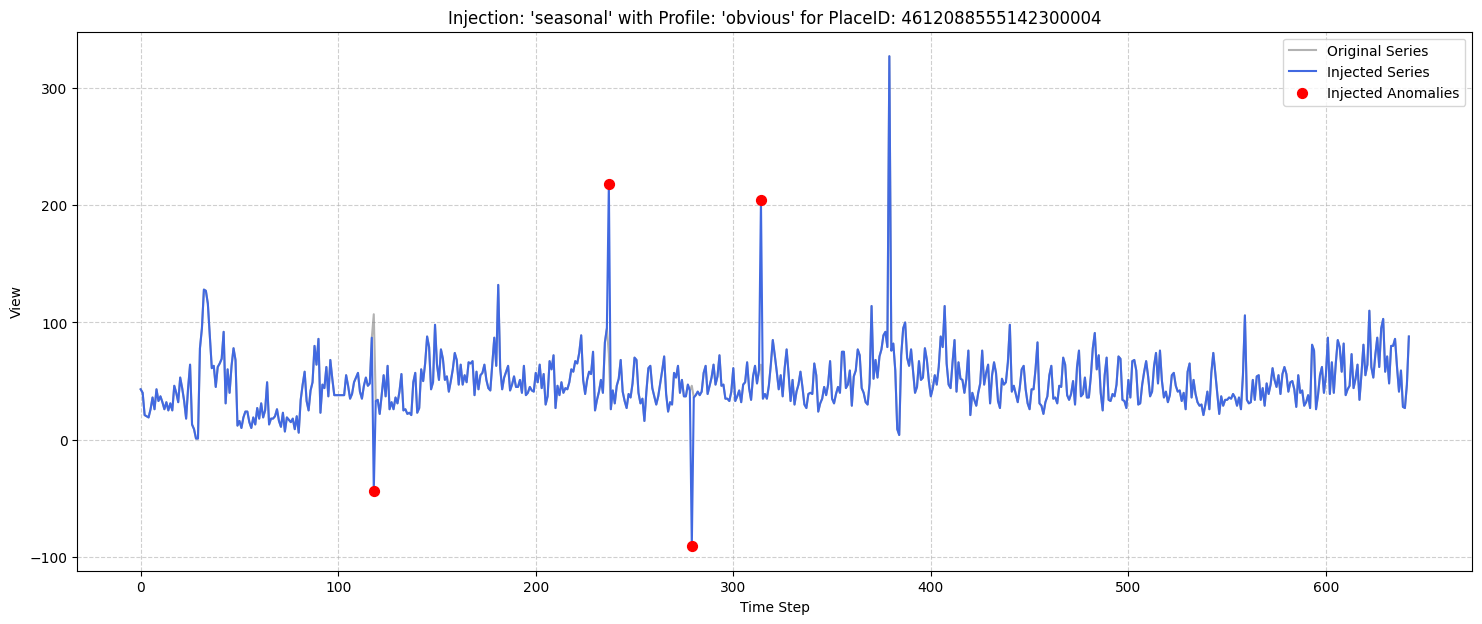 Injection: 'seasonal' with Profile: 'obvious' for PlaceID: 4612088555142300004
Original Series
Injected Series
Injected Anomalies
View
300
200
100
0
−100
0
100
200
300
400
500
600
Time Step